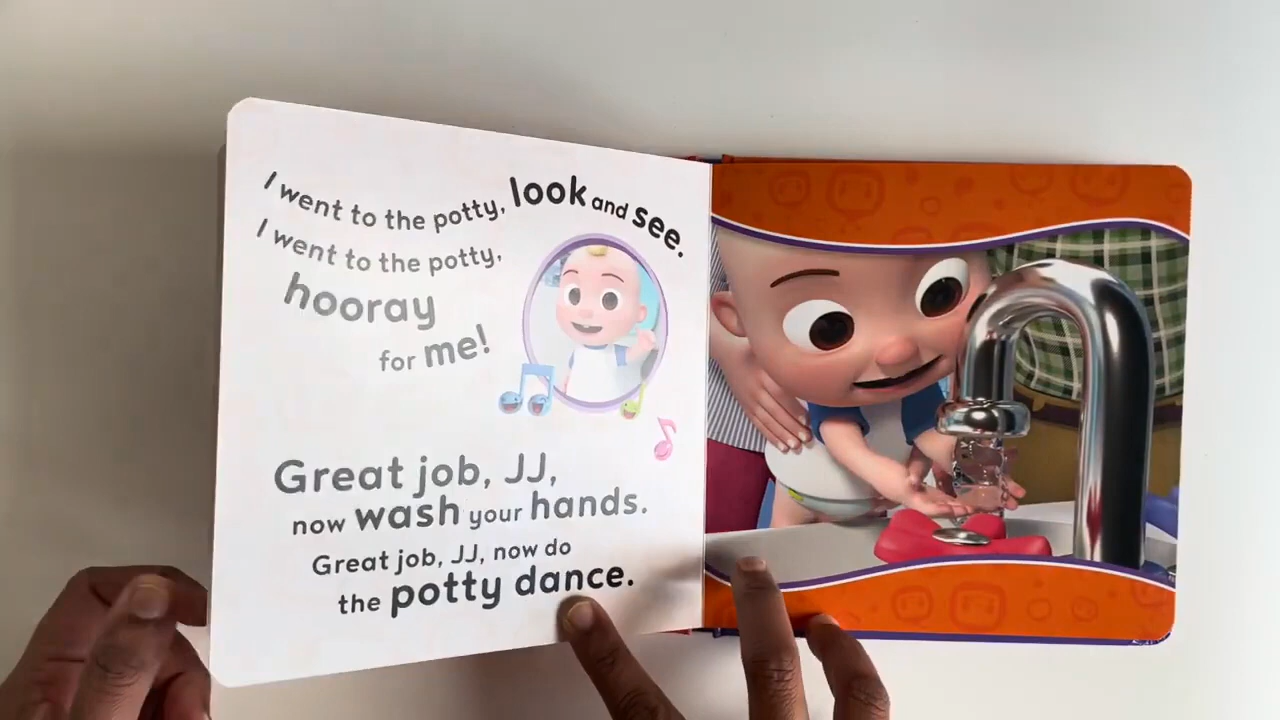 I went to the potty, look and see.
I went to the potty,
hooray
for me!
Great job, JJ,
now wash your hands.
Great job, JJ, now do
the potty dance.